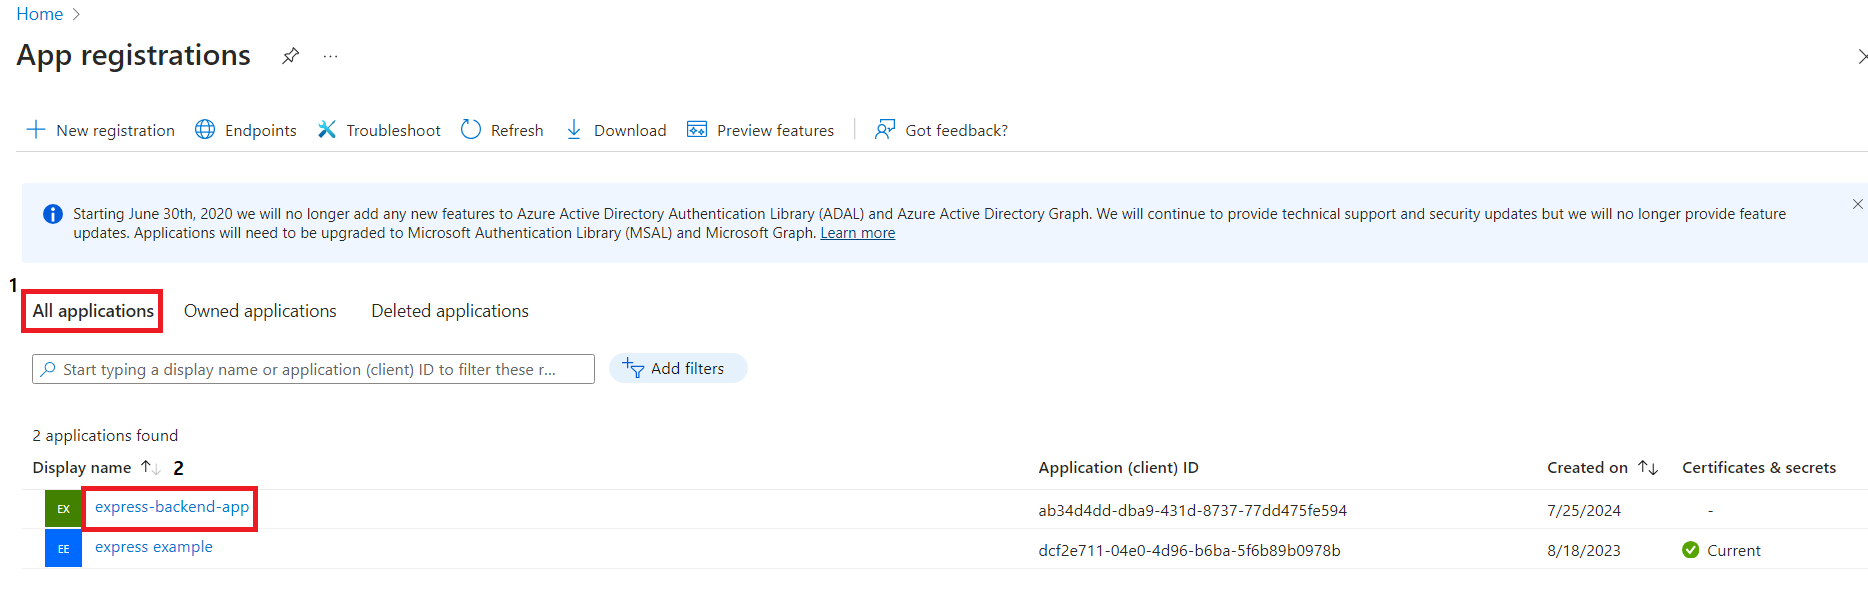 Home
App registrations
New registration Endpoints Troubleshoot Refresh Download Preview features Got feedback?
Starting June 30th, 2020 we will no longer add any new features to Azure Active Directory Authentication Library (ADAL) and Azure Active Directory Graph. We will continue to provide technical support and security updates but we will no longer provide feature
updates. Applications will need to be upgraded to Microsoft Authentication Library (MSAL) and Microsoft Graph. Learn more
1
All applications Owned applications Deleted applications
Start typing a display name or application (client) ID to filter these r... Add filters
2 applications found
Display name 2 Application (client) ID Created on Certificates & secrets
EX express-backend-app ab34d4dd-dba9-431d-8737-77dd475fe594 7/25/2024 -
EE express example dcf2e711-04e0-4d96-b6ba-5f6b89b0978b 8/18/2023 Current